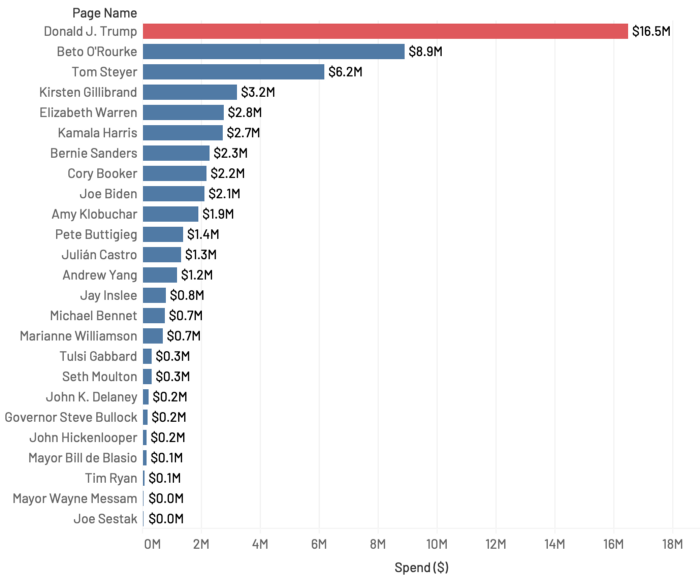 Page Name
Donald J. Trump $16.5M
Beto O'Rourke $8.9M
Tom Steyer $6.2M
Kirsten Gillibrand $3.2M
Elizabeth Warren $2.8M
Kamala Harris $2.7M
Bernie Sanders $2.3M
Cory Booker $2.2M
Joe Biden $2.1M
Amy Klobuchar $1.9M
Pete Buttigieg $1.4M
Julián Castro $1.3M
Andrew Yang $1.2M
Jay Inslee $0.8M
Michael Bennet $0.7M
Marianne Williamson $0.7M
Tulsi Gabbard $0.3M
Seth Moulton $0.3M
John K. Delaney $0.2M
Governor Steve Bullock $0.2M
John Hickenlooper $0.2M
Mayor Bill de Blasio $0.1M
Tim Ryan $0.1M
Mayor Wayne Messam $0.0M
Joe Sestak $0.0M
0M 2M 4M 6M 8M 10M 12M 14M 16M 18M
Spend ($)